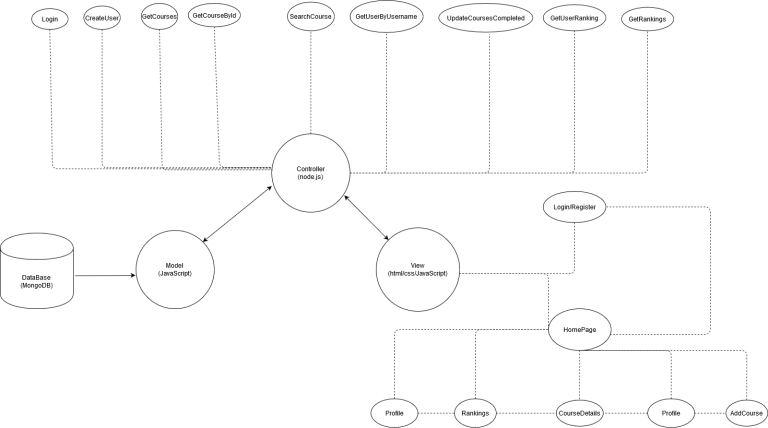 Login
CreateUser
GetCourses
GetCourseById
SearchCourse
GetUserByUsername
UpdateCoursesCompleted
GetUserRanking
GetRankings
Controller
(node.js)
Login/Register
Model
(JavaScript)
View
(html/css/JavaScript)
DataBase
(MongoDB)
HomePage
Profile
Rankings
CourseDetails
Profile
AddCourse